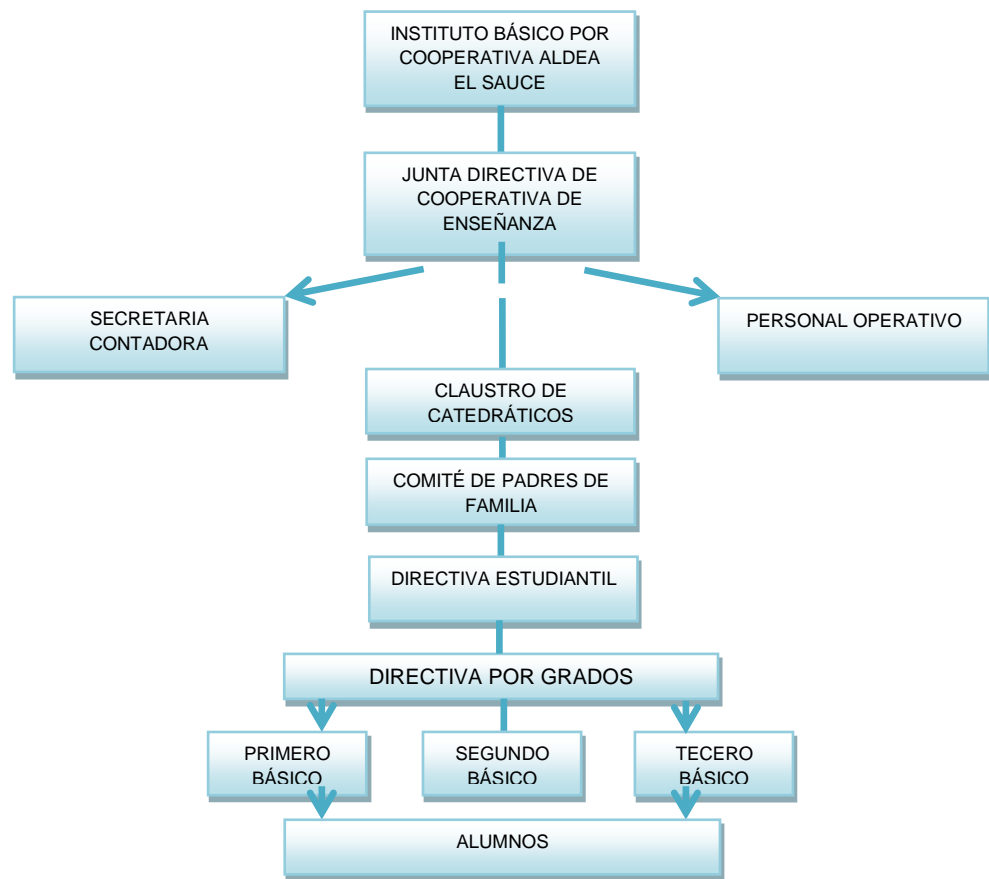 INSTITUTO BÁSICO POR
COOPERATIVA ALDEA
EL SAUCE
JUNTA DIRECTIVA DE
COOPERATIVA DE
ENSEÑANZA
SECRETARIA
CONTADORA
PERSONAL OPERATIVO
CLAUSTRO DE
CATEDRÁTICOS
COMITÉ DE PADRES DE
FAMILIA
DIRECTIVA ESTUDIANTIL
DIRECTIVA POR GRADOS
PRIMERO
BÁSICO
SEGUNDO
BÁSICO
TECERO
BÁSICO
ALUMNOS